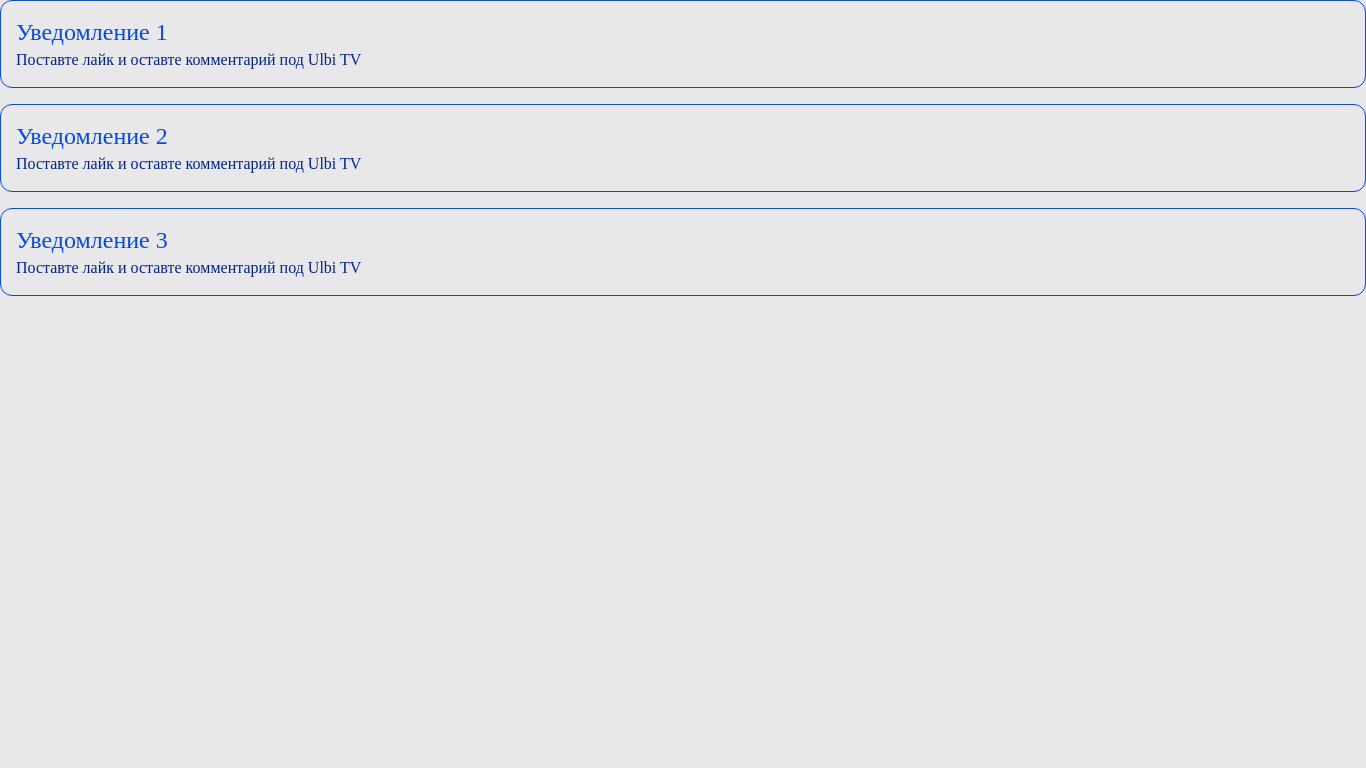 Уведомление 1
Поставте лайк и оставте комментарий под Ulbi TV
Уведомление 2
Поставте лайк и оставте комментарий под Ulbi TV
Уведомление 3
Поставте лайк и оставте комментарий под Ulbi TV